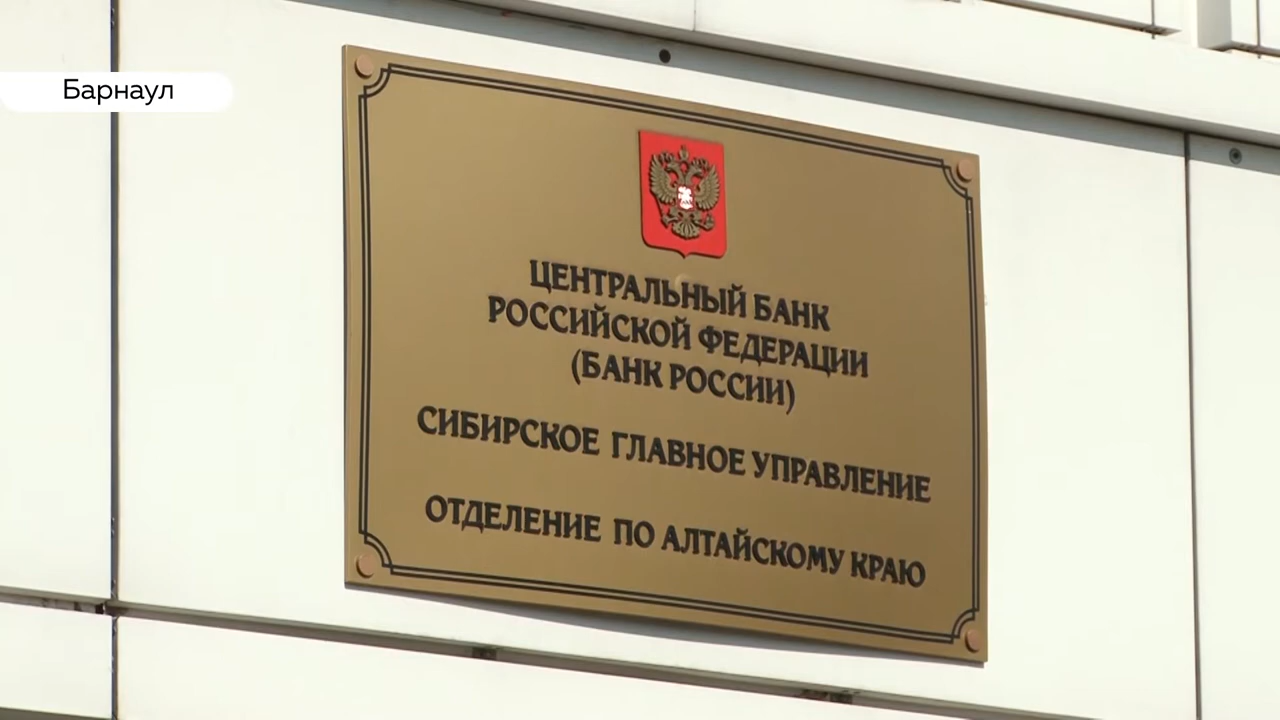 Барнаул
ЦЕНТРАЛЬНЫЙ БАНК
РОССИЙСКОЙ ФЕДЕРАЦИИ
(БАНК РОССИИ)
СИБИРСКОЕ ГЛАВНОЕ УПРАВЛЕНИЕ
ОТДЕЛЕНИЕ ПО АЛТАЙСКОМУ КРАЮ